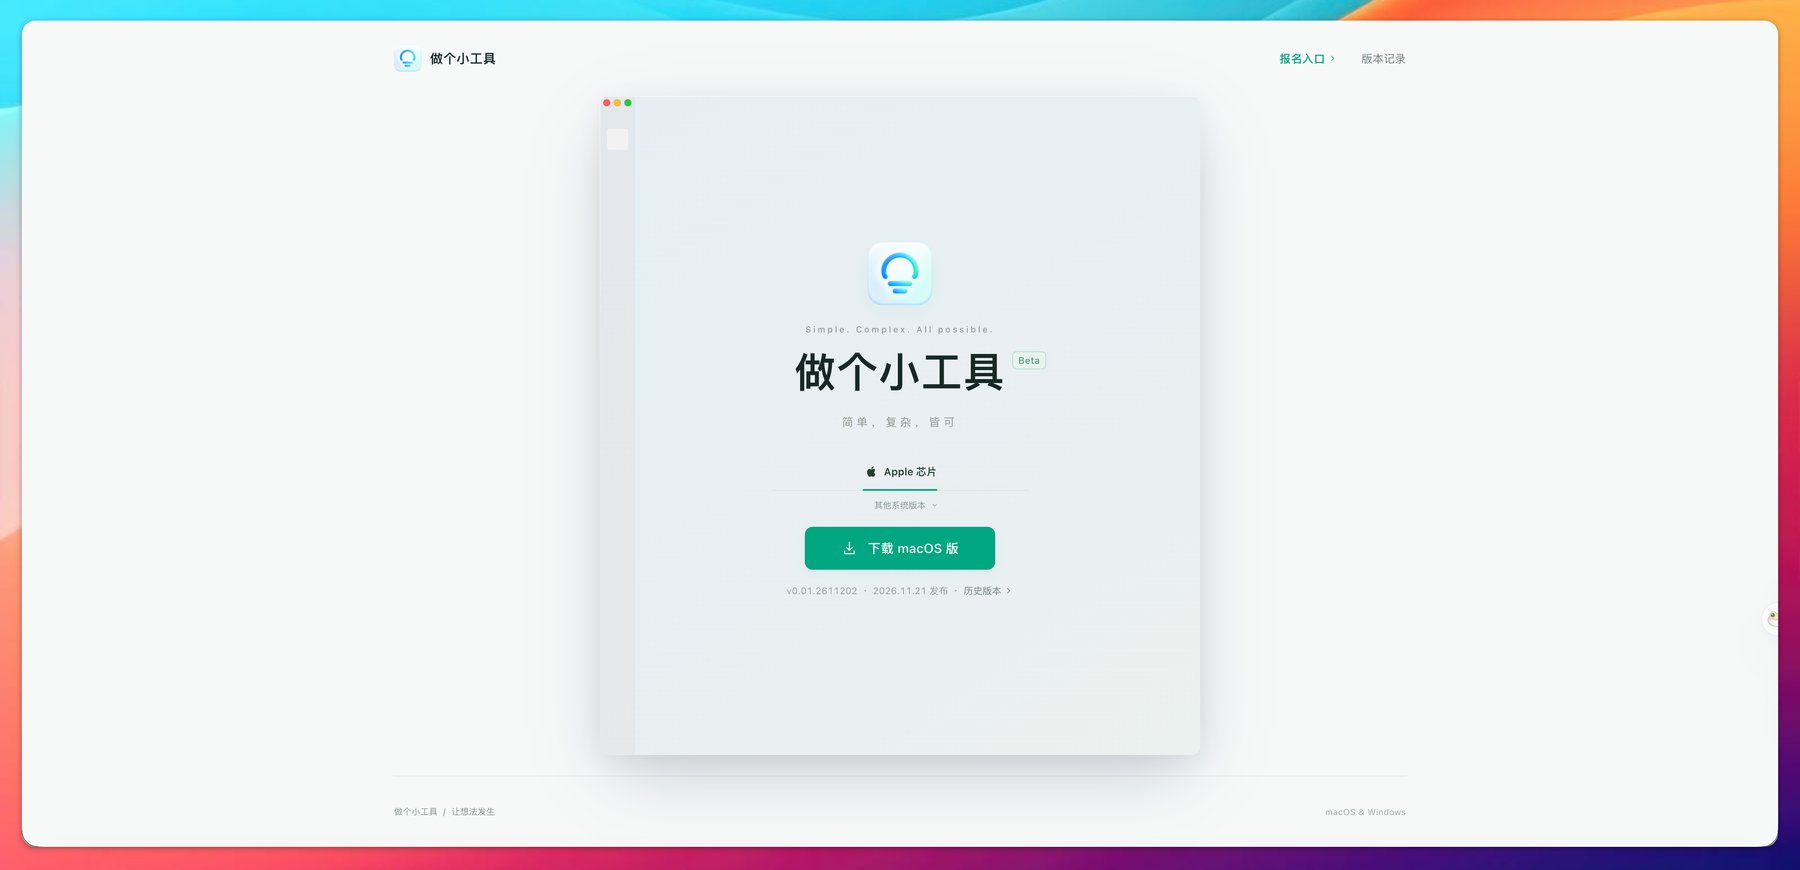 做个小工具
报名入口 ›
版本记录
Simple. Complex. All possible.
做个小工具 Beta
简单，复杂，皆可
Apple 芯片
其他系统版本
下载 macOS 版
v0.01.2611202 · 2026.11.21 发布 · 历史版本 ›
做个小工具 / 让想法发生
macOS & Windows